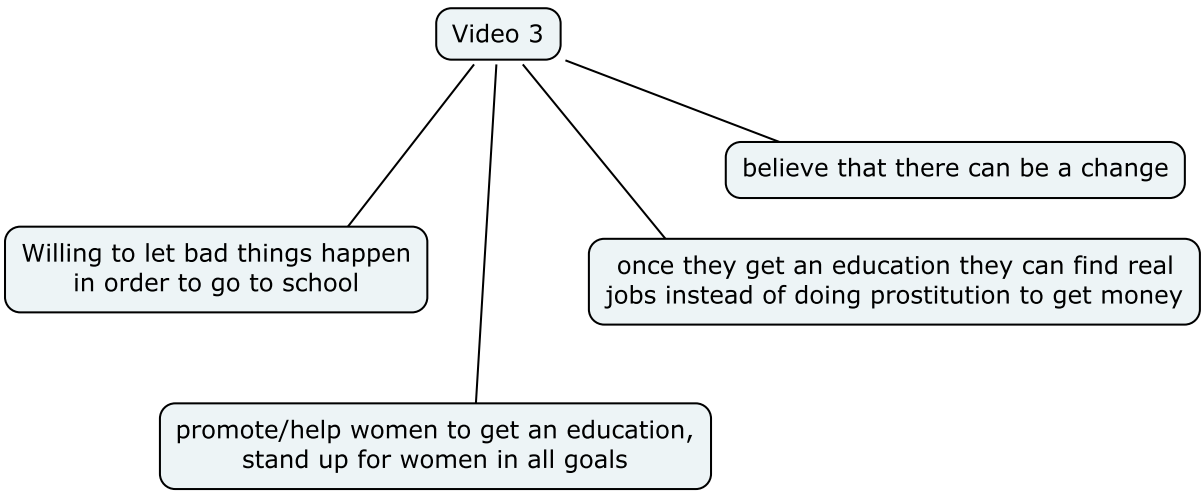 Video 3
believe that there can be a change
Willing to let bad things happen
in order to go to school
once they get an education they can find real
jobs instead of doing prostitution to get money
promote/help women to get an education,
stand up for women in all goals